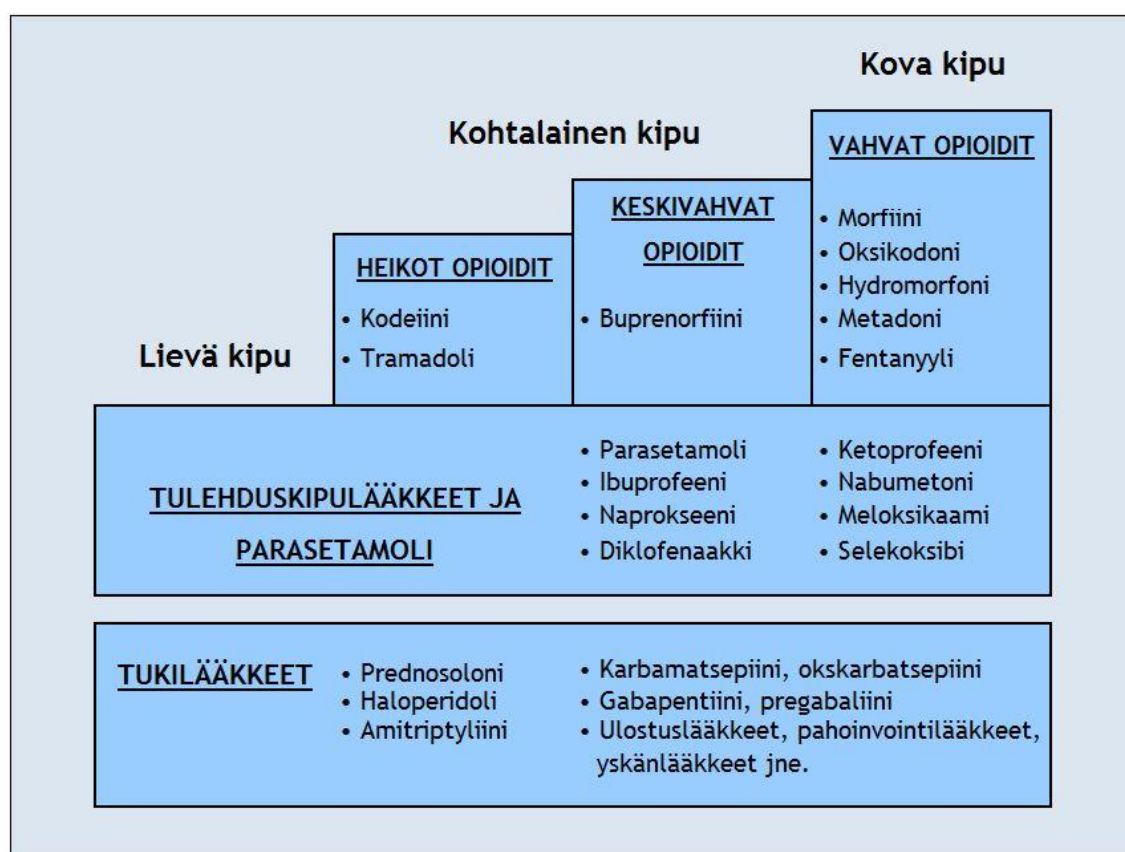 Kova kipu
Kohtalainen kipu
Lievä kipu
VAHVAT OPIOIDIT
• Morfiini
• Oksikodoni
• Hydromorfoni
• Metadoni
• Fentanyyli
KESKIVAHVAT
OPIOIDIT
• Buprenorfiini
HEIKOT OPIOIDIT
• Kodeiini
• Tramadoli
TULEHDUSKIPULÄÄKKEET JA
PARASETAMOLI
• Parasetamoli
• Ibuprofeeni
• Naprokseeni
• Diklofenaakki
• Ketoprofeeni
• Nabumetoni
• Meloksikaami
• Selekoksibi
TUKILÄÄKKEET
• Prednosoloni
• Haloperidoli
• Amitriptyliini
• Karbamatsepiini, okskarbatsepiini
• Gabapentiini, pregabaliini
• Ulostuslääkkeet, pahoinvointilääkkeet,
yskänlääkkeet jne.